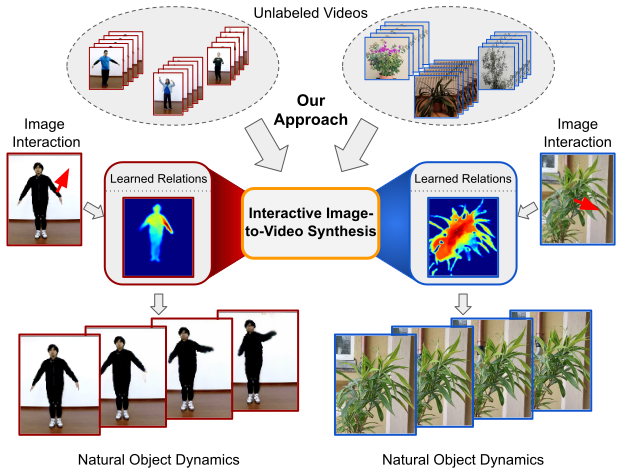 Unlabeled Videos
Our
Approach
Image
Interaction
Image
Interaction
Learned Relations
Interactive Image-
to-Video Synthesis
Learned Relations
Natural Object Dynamics
Natural Object Dynamics